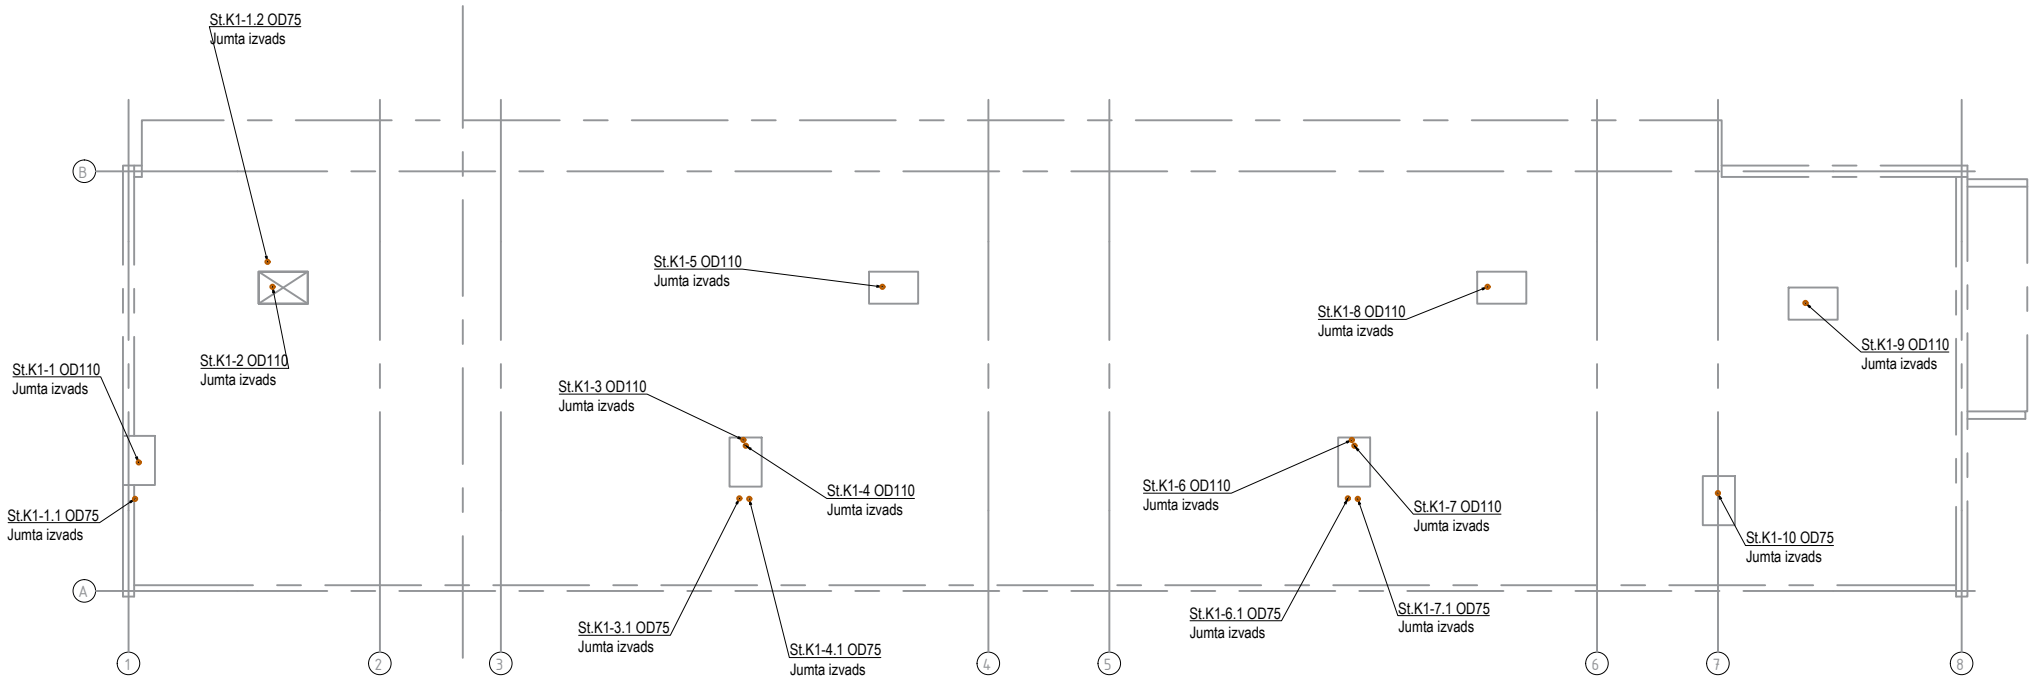 St.K1-1.2 OD75
Jumta izvads
B
St.K1-5 OD110
Jumta izvads
St.K1-8 OD110
Jumta izvads
St.K1-9 OD110
Jumta izvads
St.K1-2 OD110
Jumta izvads
St.K1-1 OD110
Jumta izvads
St.K1-3 OD110
Jumta izvads
St.K1-4 OD110
Jumta izvads
St.K1-6 OD110
Jumta izvads
St.K1-7 OD110
Jumta izvads
St.K1-1.1 OD75
Jumta izvads
St.K1-10 OD75
Jumta izvads
A
St.K1-3.1 OD75
Jumta izvads
St.K1-4.1 OD75
Jumta izvads
St.K1-6.1 OD75
Jumta izvads
St.K1-7.1 OD75
Jumta izvads
1
2
3
4
5
6
7
8